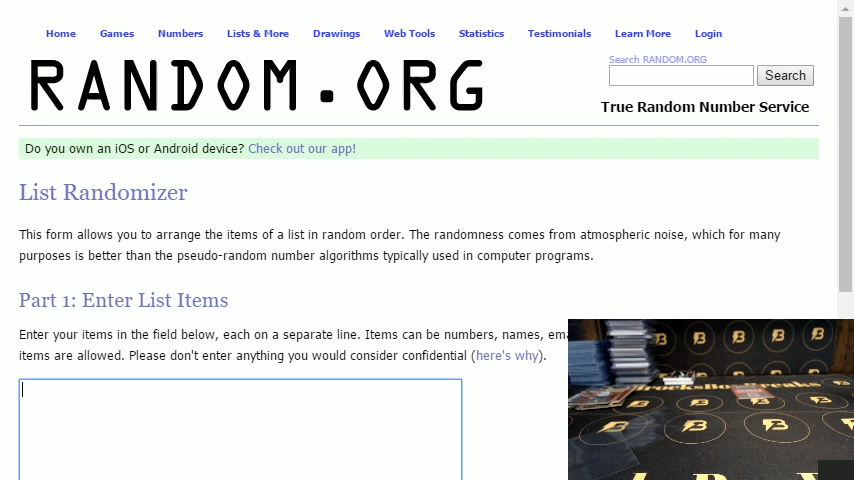 Home Games Numbers Lists & More Drawings Web Tools Statistics Testimonials Learn More Login
RANDOM.ORG
Search RANDOM.ORG
Search
True Random Number Service
Do you own an iOS or Android device? Check out our app!
List Randomizer
This form allows you to arrange the items of a list in random order. The randomness comes from atmospheric noise, which for many
purposes is better than the pseudo-random number algorithms typically used in computer programs.
Part 1: Enter List Items
Enter your items in the field below, each on a separate line. Items can be numbers, names, ema
items are allowed. Please don't enter anything you would consider confidential (here's why).
BrocksBoxBreaks